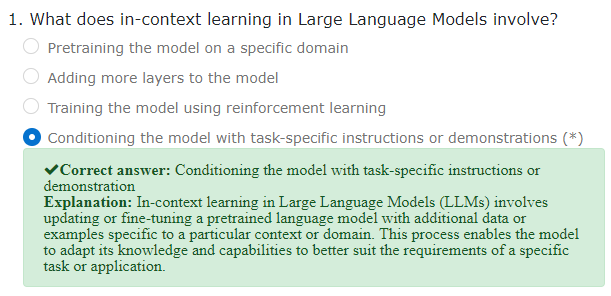 1. What does in-context learning in Large Language Models involve?
Pretraining the model on a specific domain
Adding more layers to the model
Training the model using reinforcement learning
Conditioning the model with task-specific instructions or demonstrations (*)
✔Correct answer: Conditioning the model with task-specific instructions or
demonstration
Explanation: In-context learning in Large Language Models (LLMs) involves
updating or fine-tuning a pretrained language model with additional data or
examples specific to a particular context or domain. This process enables the model
to adapt its knowledge and capabilities to better suit the requirements of a specific
task or application.